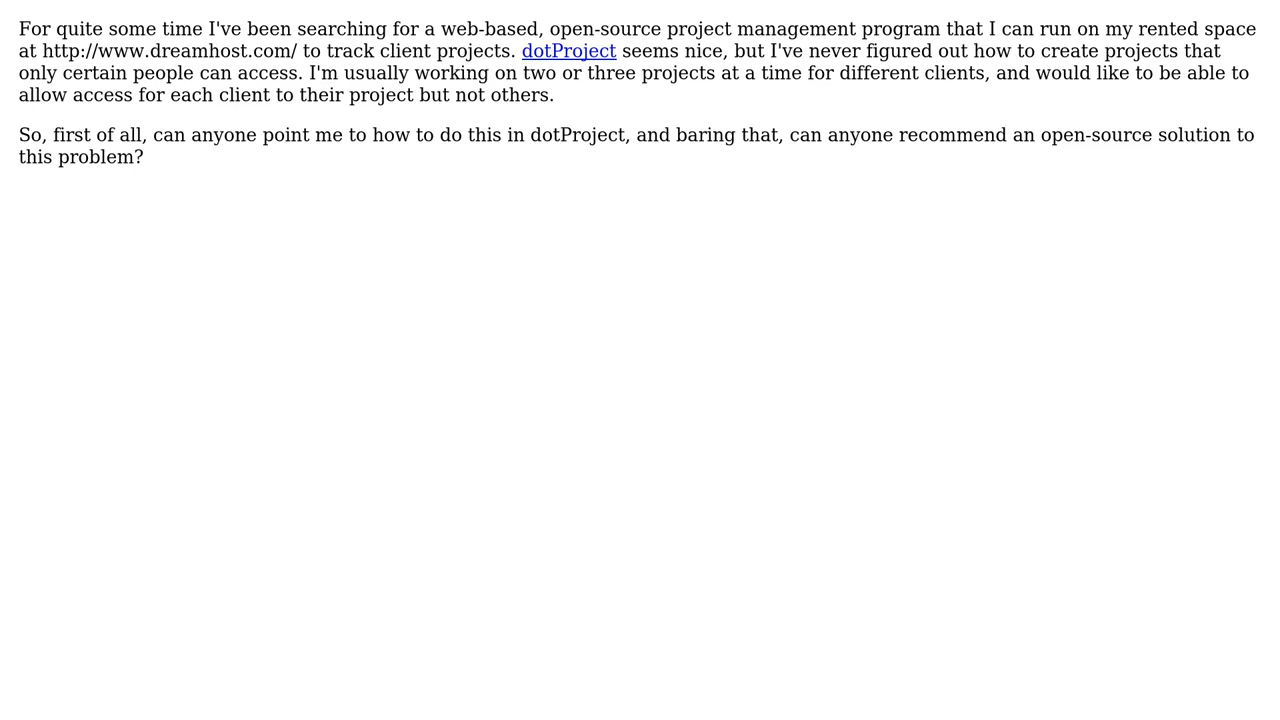 For quite some time I've been searching for a web-based, open-source project management program that I can run on my rented space
at http://www.dreamhost.com/ to track client projects. dotProject seems nice, but I've never figured out how to create projects that
only certain people can access. I'm usually working on two or three projects at a time for different clients, and would like to be able to
allow access for each client to their project but not others.
So, first of all, can anyone point me to how to do this in dotProject, and baring that, can anyone recommend an open-source solution to
this problem?